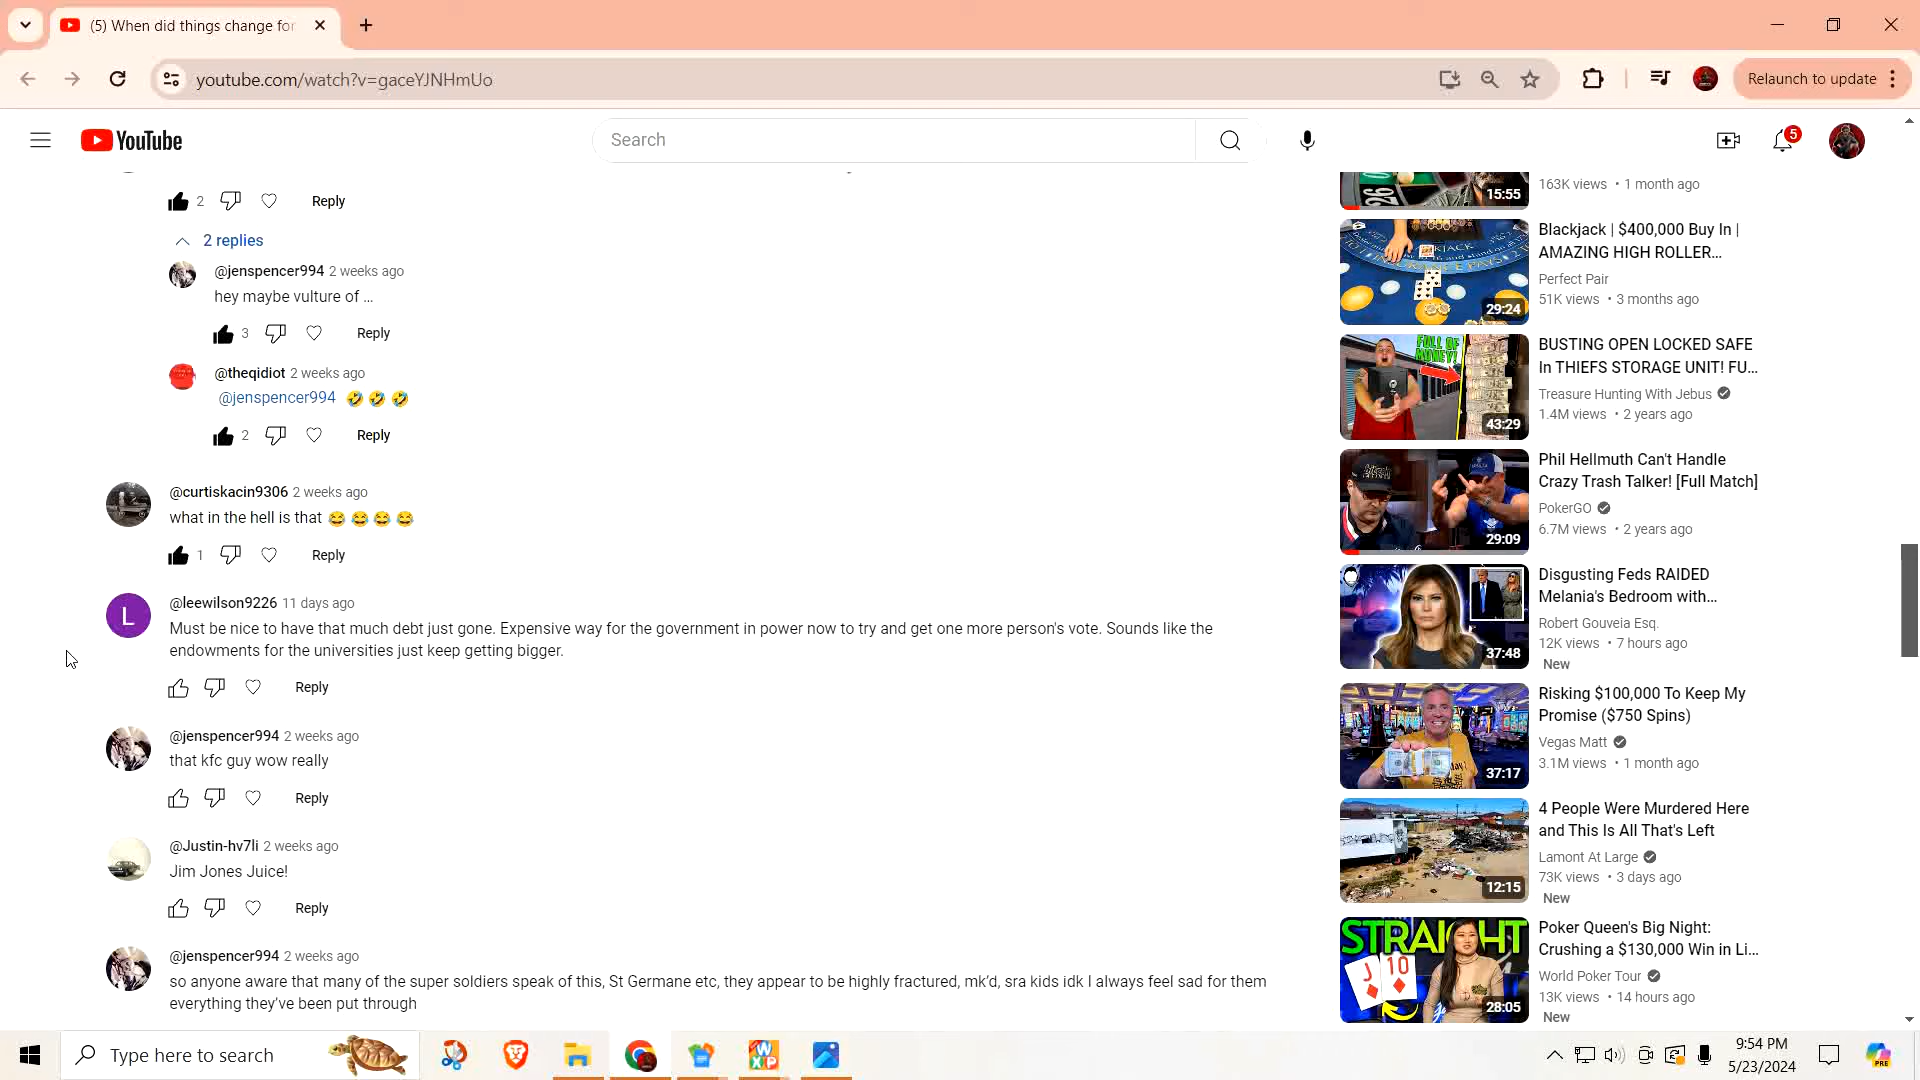 (5) When did things change for
youtube.com/watch?v=gaceYJNHmUo
Relaunch to update
YouTube
Search
5
2
Reply
2 replies
@jenspencer994 2 weeks ago
hey maybe vulture of ...
3
Reply
@theqidiot 2 weeks ago
@jenspencer994 🤣 🤣 🤣
2
Reply
@curtiskacin9306 2 weeks ago
what in the hell is that 😂 😂 😂 😂
1
Reply
@leewilson9226 11 days ago
L
Must be nice to have that much debt just gone. Expensive way for the government in power now to try and get one more person's vote. Sounds like the
endowments for the universities just keep getting bigger.
Reply
@jenspencer994 2 weeks ago
that kfc guy wow really
Reply
@Justin-hv7li 2 weeks ago
Jim Jones Juice!
Reply
@jenspencer994 2 weeks ago
so anyone aware that many of the super soldiers speak of this, St Germane etc, they appear to be highly fractured, mk'd, sra kids idk I always feel sad for them
everything they've been put through
26
15:55
163K views • 1 month ago
BLACKJACK
INSURANCE PAYS
29:24
Blackjack | $400,000 Buy In |
AMAZING HIGH ROLLER...
Perfect Pair
51K views • 3 months ago
FULL OF
MONEY!
43:29
BUSTING OPEN LOCKED SAFE
In THIEFS STORAGE UNIT! FU...
Treasure Hunting With Jebus
1.4M views • 2 years ago
29:09
Phil Hellmuth Can't Handle
Crazy Trash Talker! [Full Match]
PokerGO
6.7M views • 2 years ago
37:48
Disgusting Feds RAIDED
Melania's Bedroom with...
Robert Gouveia Esq.
12K views • 7 hours ago
New
37:17
Risking $100,000 To Keep My
Promise ($750 Spins)
Vegas Matt
3.1M views • 1 month ago
12:15
4 People Were Murdered Here
and This Is All That's Left
Lamont At Large
73K views • 3 days ago
New
STRAIGHT
J 10
28:05
Poker Queen's Big Night:
Crushing a $130,000 Win in Li...
World Poker Tour
13K views • 14 hours ago
New
Type here to search
W
XP
9:54 PM
5/23/2024
PRE